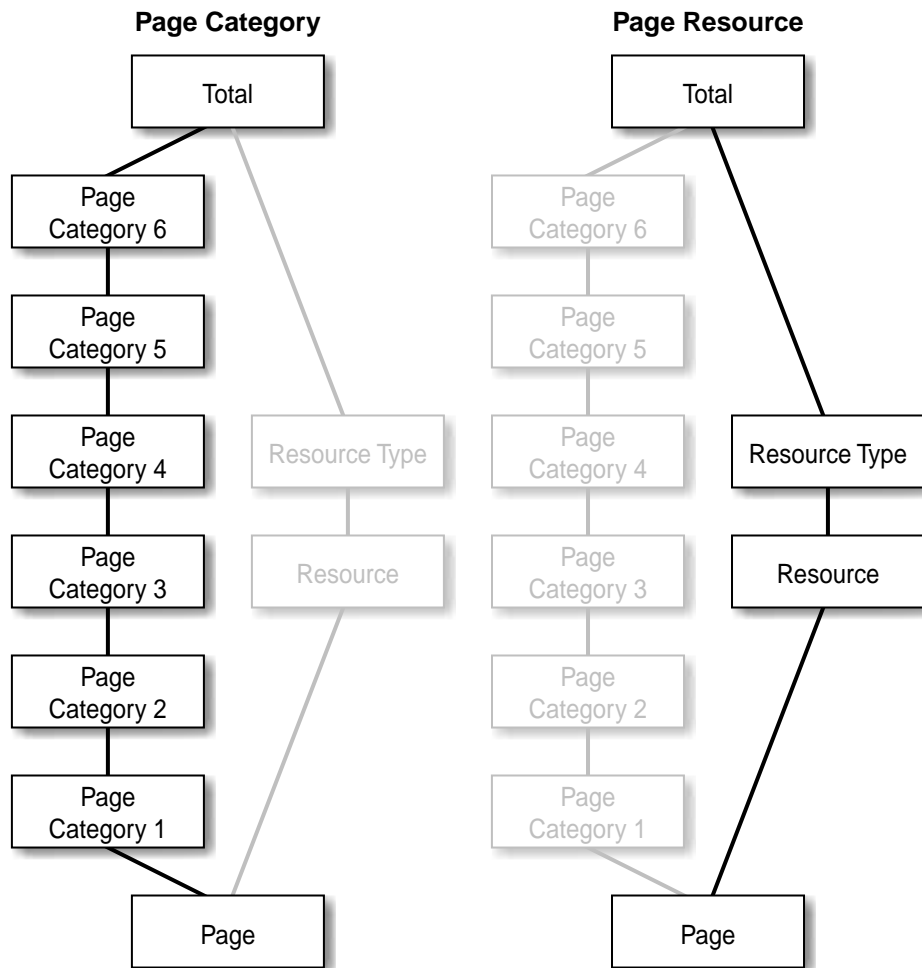 Page Category
Total
Page
Category 6
Page
Category 5
Page
Category 4
Resource Type
Page
Category 3
Resource
Page
Category 2
Page
Category 1
Page
Page Resource
Total
Page
Category 6
Page
Category 5
Page
Category 4
Resource Type
Page
Category 3
Resource
Page
Category 2
Page
Category 1
Page